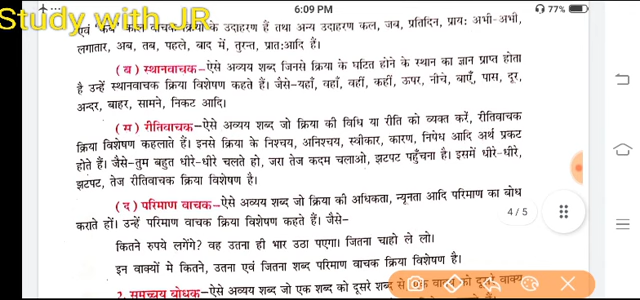 Study with JR
6:09 PM
77%
एवं कब काल वाचक क्रिया के उदाहरण हैं तथा अन्य उदाहरण कल, जब, प्रतिदिन, प्राय: अभी-अभी,
लगातार, अब, तब, पहले, बाद में, तुरन्त, प्रात:आदि हैं।
(ब) स्थानवाचक–ऐसे अव्यय शब्द जिनसे क्रिया के घटित होने के स्थान का ज्ञान प्राप्त होता
है उन्हें स्थानवाचक क्रिया विशेषण कहते हैं। जैसे–यहाँ, वहाँ, वहीं, कहीं, ऊपर, नीचे, बाएँ, पास, दूर,
अन्दर, बाहर, सामने, निकट आदि।
(स) रीतिवाचक–ऐसे अव्यय शब्द जो क्रिया की विधि या रीति को व्यक्त करें, रीतिवाचक
क्रिया विशेषण कहलाते हैं। इनसे क्रिया के निश्चय, अनिश्चय, स्वीकार, कारण, निषेध आदि अर्थ प्रकट
होते हैं। जैसे–तुम बहुत धीरे-धीरे चलते हो, जरा तेज कदम चलाओ, झटपट पहुँचना है। इसमें धीरे-धीरे,
झटपट, तेज रीतिवाचक क्रिया विशेषण है।
(द) परिमाण वाचक–ऐसे अव्यय शब्द जो क्रिया की अधिकता, न्यूनता आदि परिमाण का बोध
कराते हों। उन्हें परिमाण वाचक क्रिया विशेषण कहते हैं। जैसे–
4/5
कितने रुपये लगेंगे? वह उतना ही भार उठा पाएगा। जितना चाहो ले लो।
इन वाक्यों मे कितने, उतना एवं जितना शब्द परिमाण वाचक क्रिया विशेषण है।
2. समुच्चय बोधक–ऐसे अव्यय शब्द जो एक शब्द को दूसरे शब्द से एक वाक्य को दूसरे वाक्य